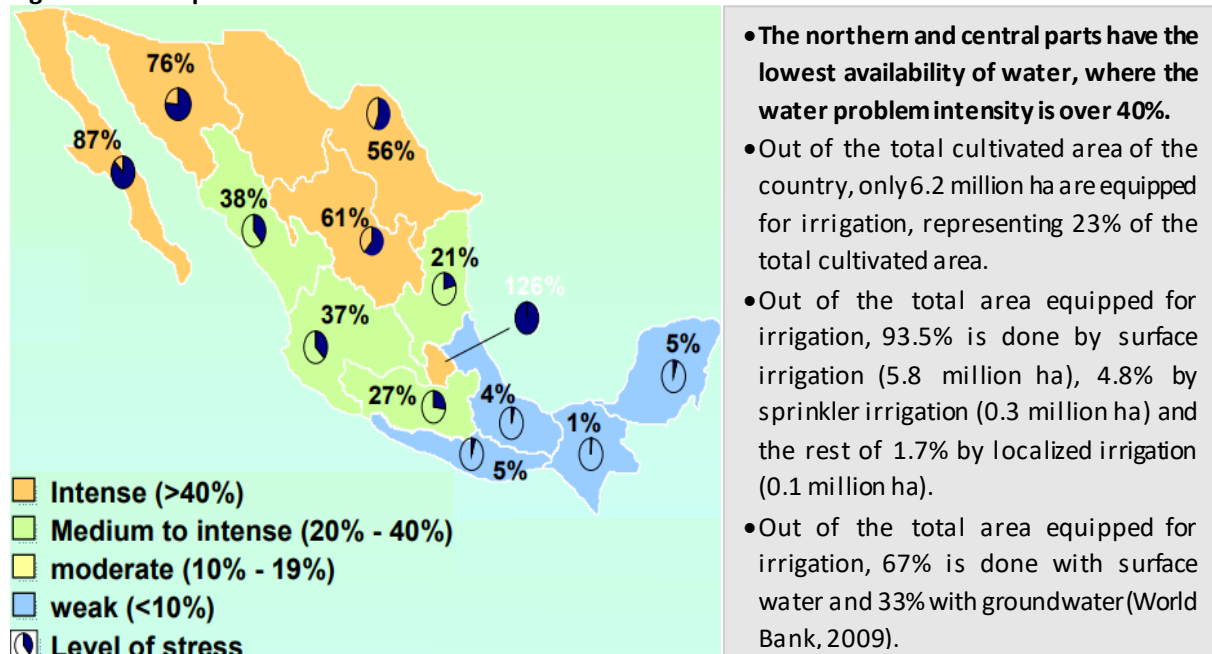 76%
87%
56%
38%
61%
21%
126%
37%
5%
27%
4%
1%
5%
Intense (>40%)
Medium to intense (20% - 40%)
moderate (10% - 19%)
weak (<10%)
Level of stress
•The northern and central parts have the
lowest availability of water, where the
water problem intensity is over 40%.
•Out of the total cultivated area of the
country, only 6.2 million ha are equipped
for irrigation, representing 23% of the
total cultivated area.
•Out of the total area equipped for
irrigation, 93.5% is done by surface
irrigation (5.8 million ha), 4.8% by
sprinkler irrigation (0.3 million ha) and
the rest of 1.7% by localized irrigation
(0.1 million ha).
•Out of the total area equipped for
irrigation, 67% is done with surface
water and 33% with groundwater (World
Bank, 2009).